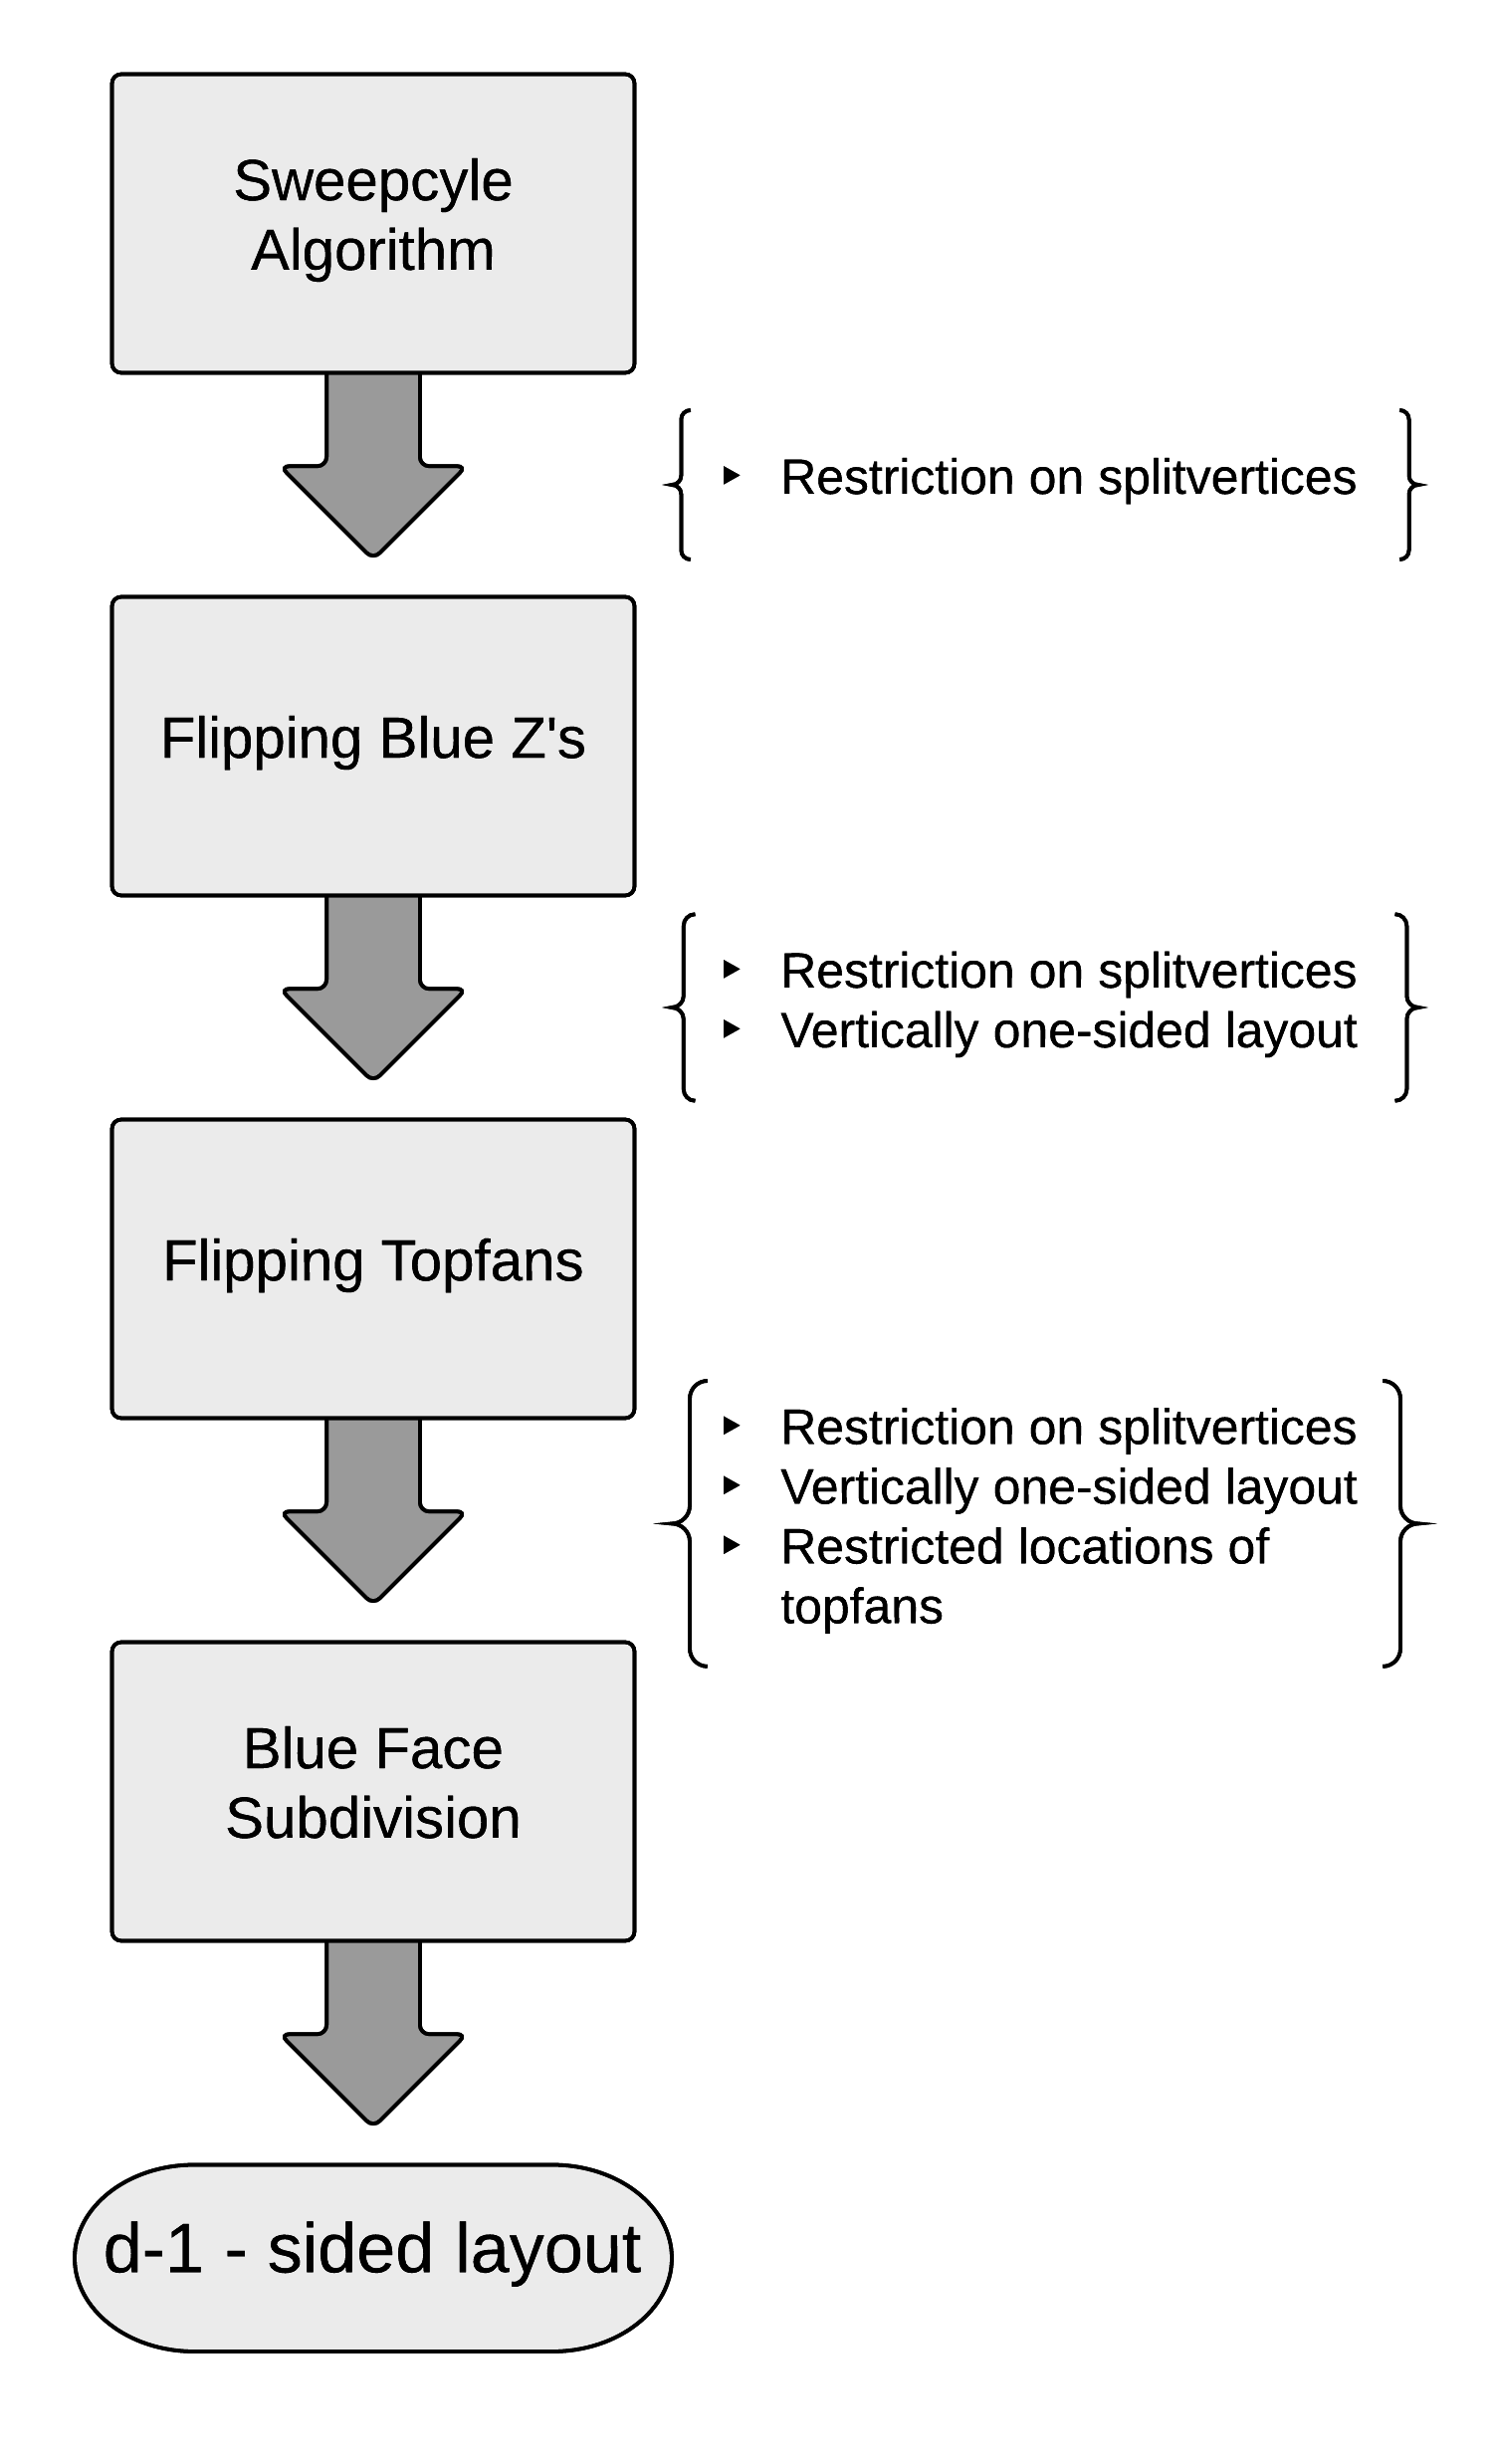 Sweepcyle
Algorithm
▸ Restriction on splitvertices
Flipping Blue Z's
▸ Restriction on splitvertices
▸ Vertically one-sided layout
Flipping Topfans
▸ Restriction on splitvertices
▸ Vertically one-sided layout
▸ Restricted locations of
topfans
Blue Face
Subdivision
d-1 - sided layout